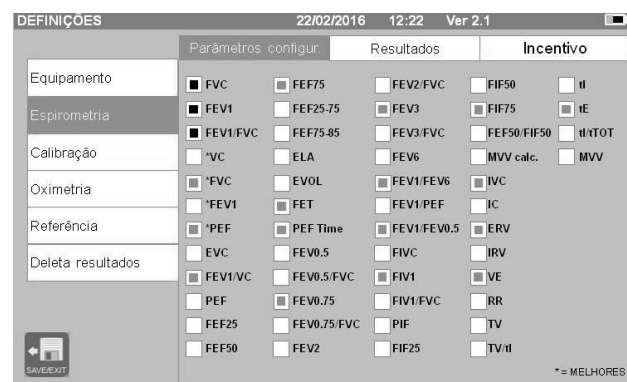 DEFINIÇÕES 22/02/2016 12:22 Ver 2.1
Parâmetros configur. Resultados Incentivo
Equipamento
Espirometria
Calibração
Oximetria
Referência
Deleta resultados
SAVE/EXIT
FVC FEF75 FEV2/FVC FIF50 tI
FEV1 FEF25-75 FEV3 FIF75 tE
FEV1/FVC FEF75-85 FEV3/FVC FEF50/FIF50 tI/tTOT
*VC ELA FEV6 MVV calc. MVV
*FVC EVOL FEV1/FEV6 IVC
*FEV1 FET FEV1/PEF IC
*PEF PEF Time FEV1/FEV0.5 ERV
EVC FEV0.5 FIVC IRV
FEV1/VC FEV0.5/FVC FIV1 VE
PEF FEV0.75 FIV1/FVC RR
FEF25 FEV0.75/FVC PIF TV
FEF50 FEV2 FIF25 TV/tI
* = MELHORES